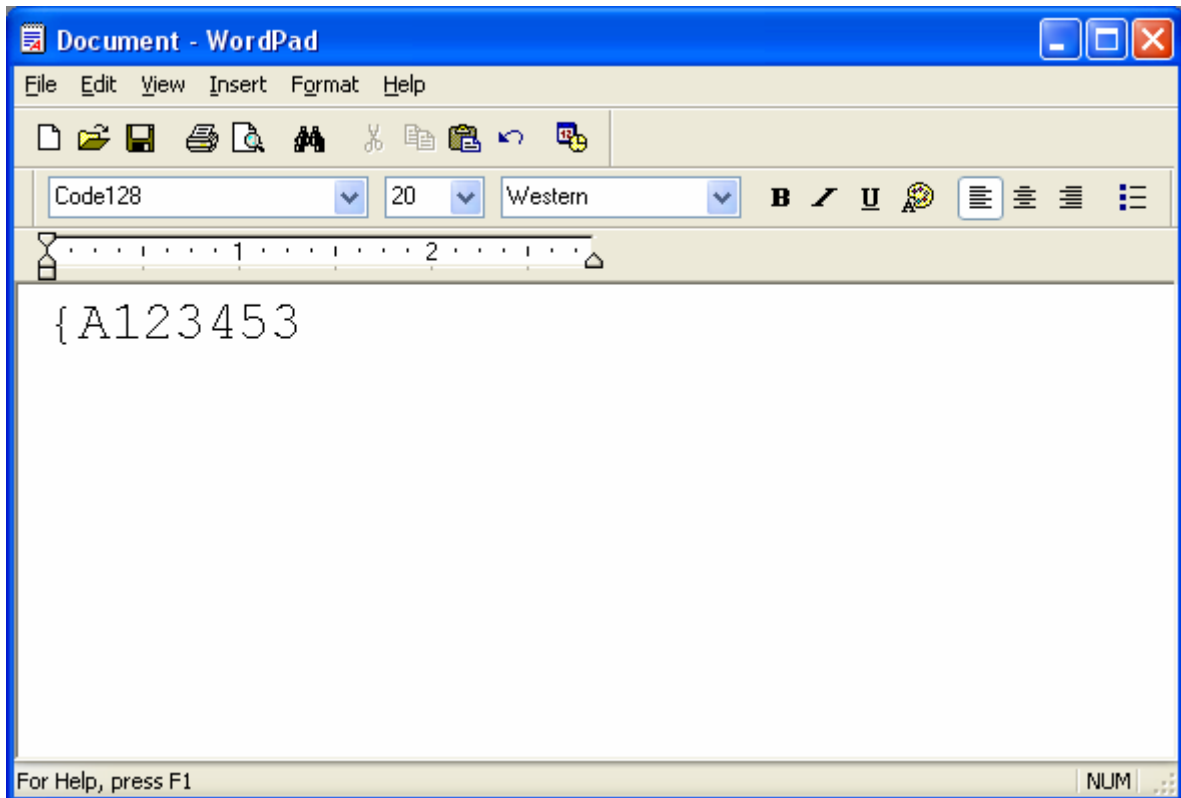 Document - WordPad
File Edit View Insert Format Help
Code128 20 Western B / U A
1 2
{A123453
For Help, press F1 NUM